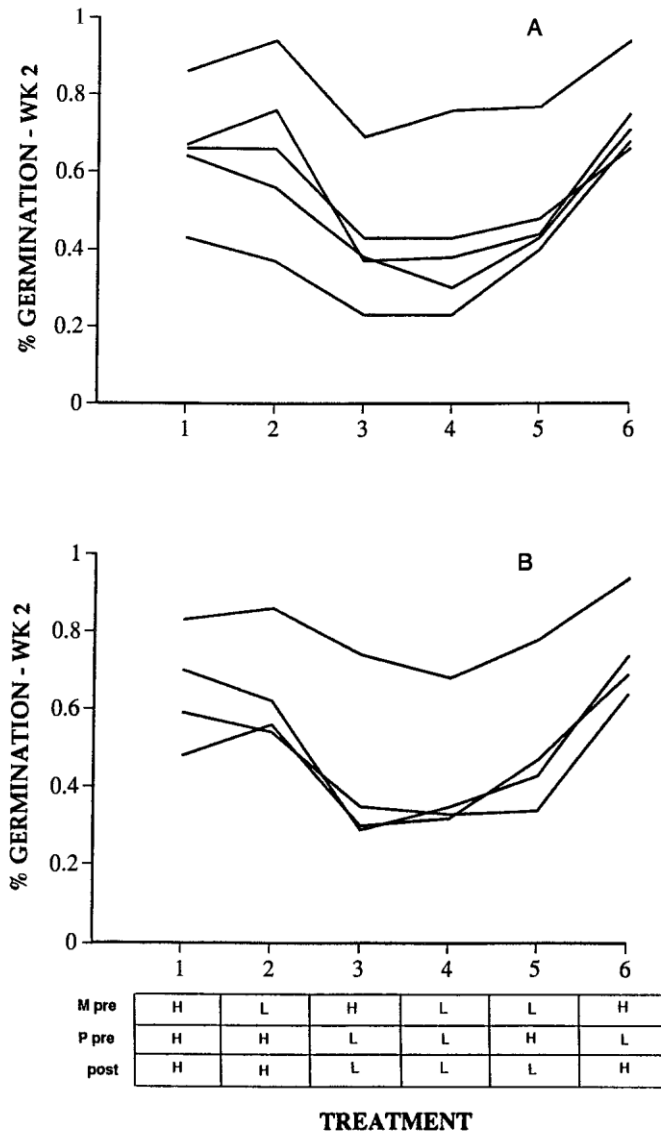 A
% GERMINATION - WK 2
1
0.8
0.6
0.4
0.2
0
1 2 3 4 5 6
B
% GERMINATION - WK 2
1
0.8
0.6
0.4
0.2
0
1 2 3 4 5 6
M pre H L H L L H
P pre H H L L H L
post H H L L L H
TREATMENT